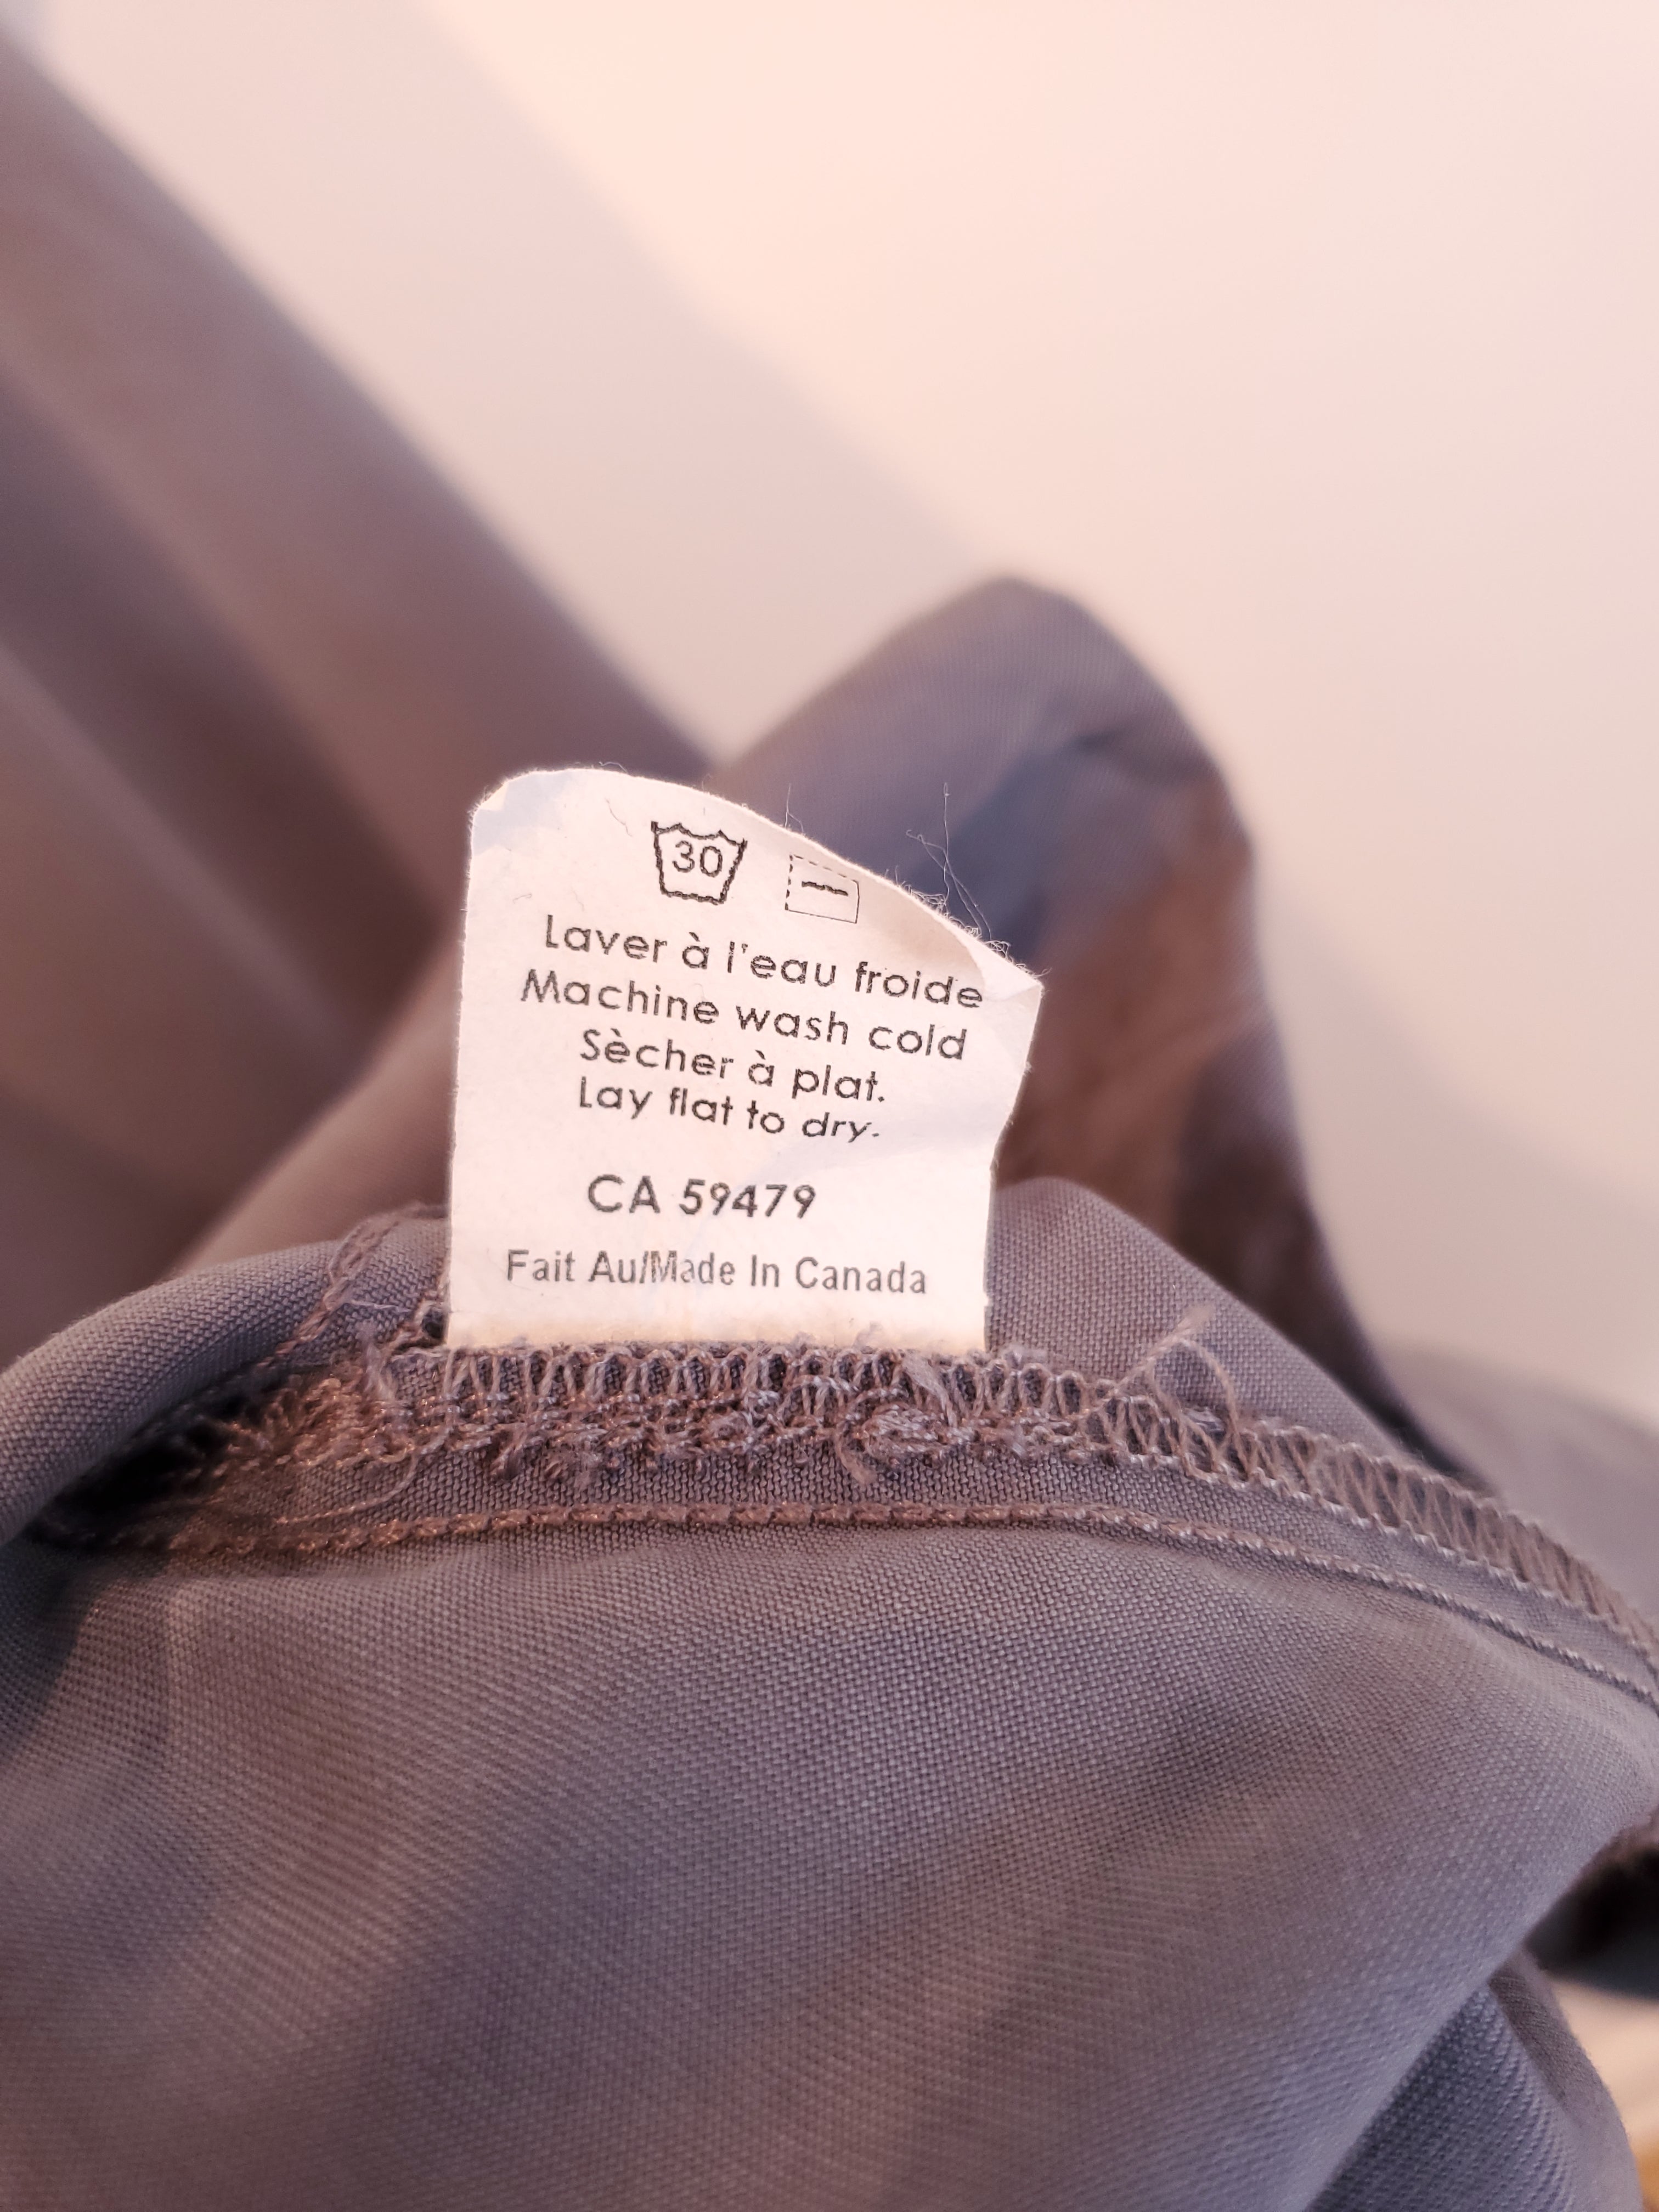 30
Laver à l'eau froide
Machine wash cold
Sècher à plat.
Lay flat to dry.
CA 59479
Fait Au/Made In Canada